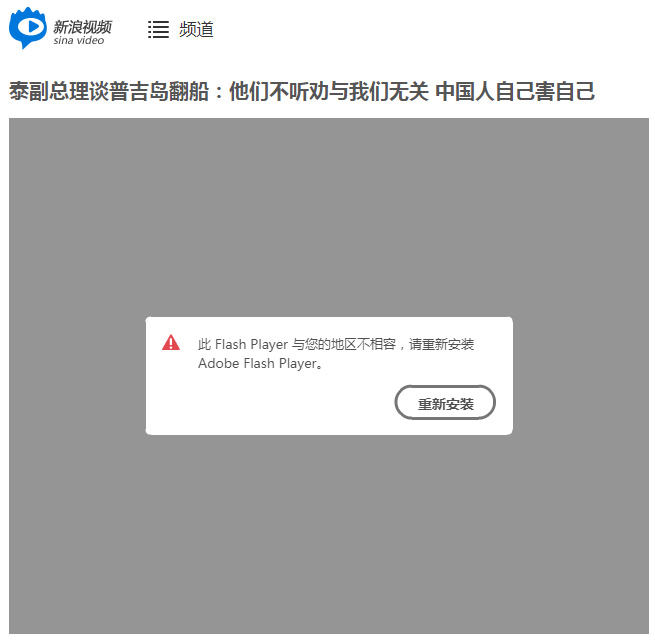 新浪视频
sina video
频道
泰副总理谈普吉岛翻船：他们不听劝与我们无关 中国人自己害自己
此 Flash Player 与您的地区不相容，请重新安装
Adobe Flash Player。
重新安装